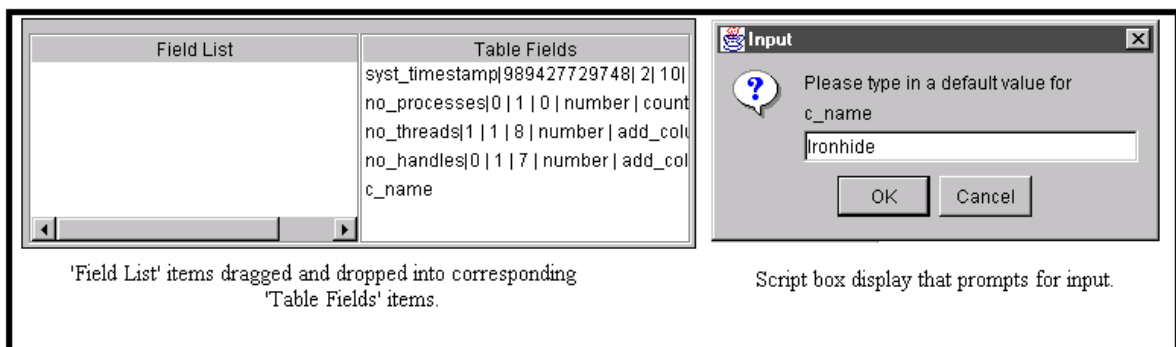 Field List
Table Fields
syst_timestamp|989427729748| 2| 10|
no_processes|0 | 1 | 0 | number | count
no_threads|1 | 1 | 8 | number | add_colu
no_handles|0 | 1 | 7 | number | add_col
c_name
'Field List' items dragged and dropped into corresponding
'Table Fields' items.
Input
Please type in a default value for
c_name
Ironhide
OK Cancel
Script box display that prompts for input.